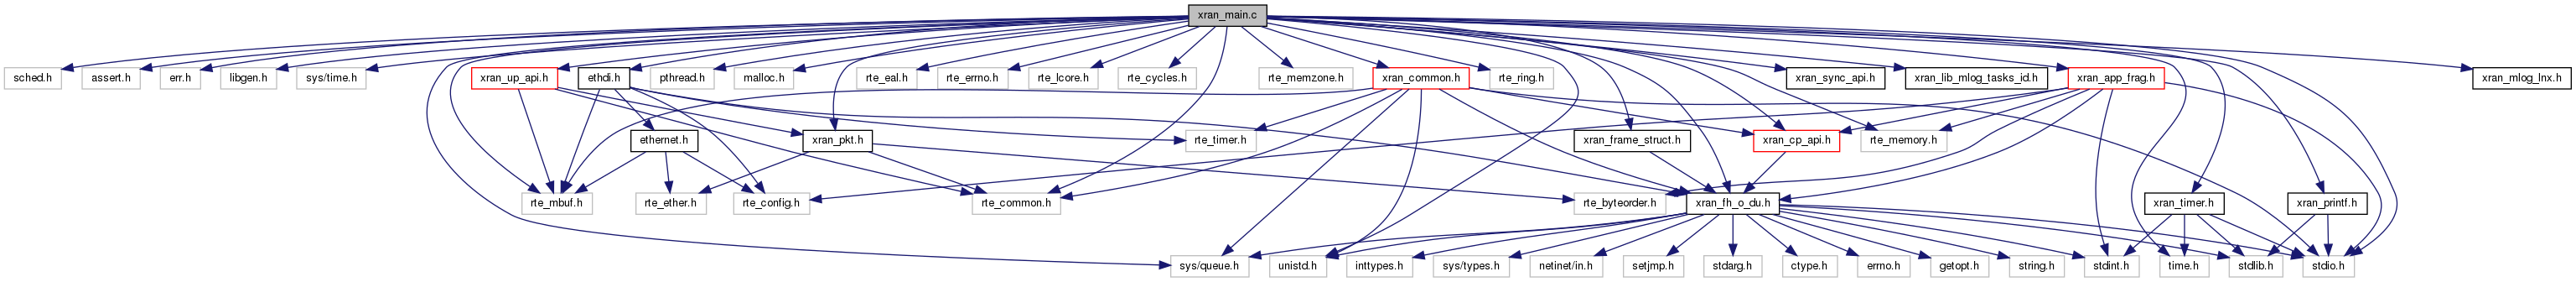 xran_main.c
sched.h
assert.h
err.h
libgen.h
sys/time.h
xran_up_api.h
ethdi.h
pthread.h
malloc.h
rte_eal.h
rte_errno.h
rte_lcore.h
rte_cycles.h
rte_memzone.h
xran_common.h
rte_ring.h
xran_sync_api.h
xran_lib_mlog_tasks_id.h
xran_app_frag.h
xran_mlog_lnx.h
ethernet.h
xran_pkt.h
rte_timer.h
xran_frame_struct.h
xran_cp_api.h
rte_memory.h
rte_mbuf.h
rte_ether.h
rte_config.h
rte_common.h
rte_byteorder.h
xran_fh_o_du.h
xran_timer.h
xran_printf.h
sys/queue.h
unistd.h
inttypes.h
sys/types.h
netinet/in.h
setjmp.h
stdarg.h
ctype.h
errno.h
getopt.h
string.h
stdint.h
time.h
stdlib.h
stdio.h